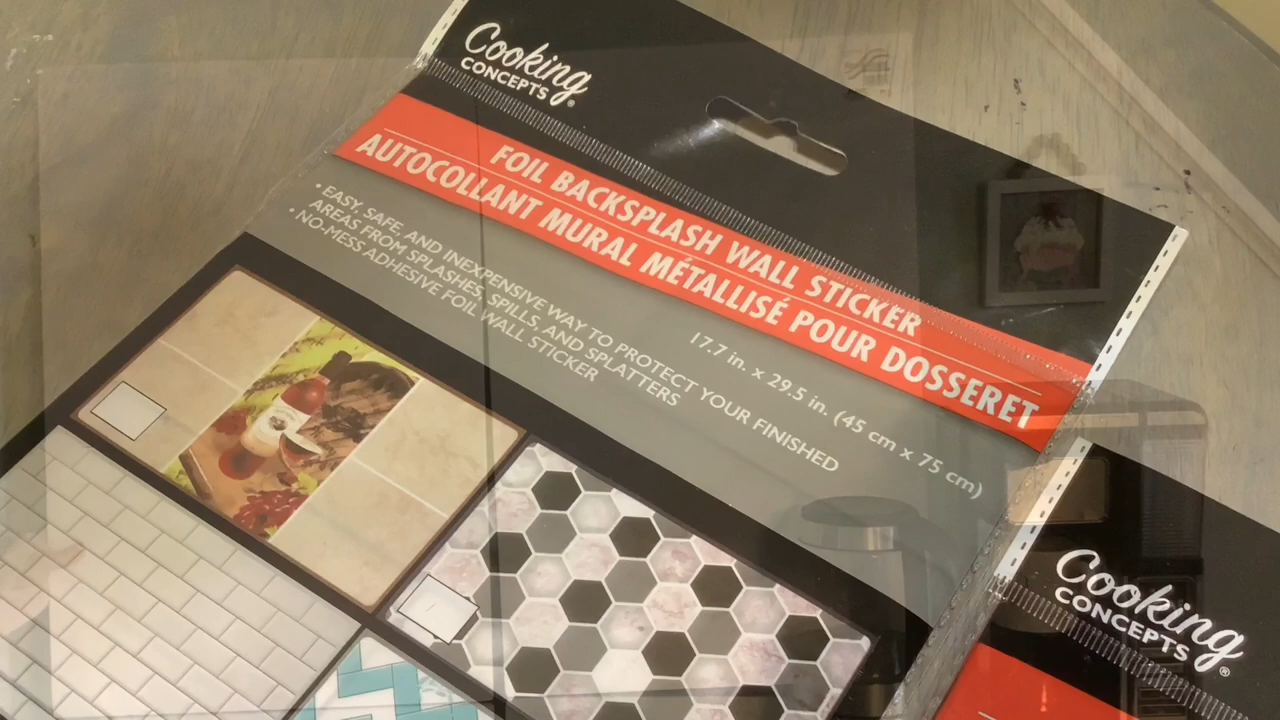 Cooking
CONCEPTS®
FOIL BACKSPLASH WALL STICKER
AUTOCOLLANT MURAL MÉTALLISÉ POUR DOSSERET
17.7 in. x 29.5 in. (45 cm x 75 cm)
• EASY, SAFE, AND INEXPENSIVE WAY TO PROTECT YOUR FINISHED
AREAS FROM SPLASHES, SPILLS, AND SPLATTERS
• NO-MESS ADHESIVE FOIL WALL STICKER
Cooking
CONCEPTS®